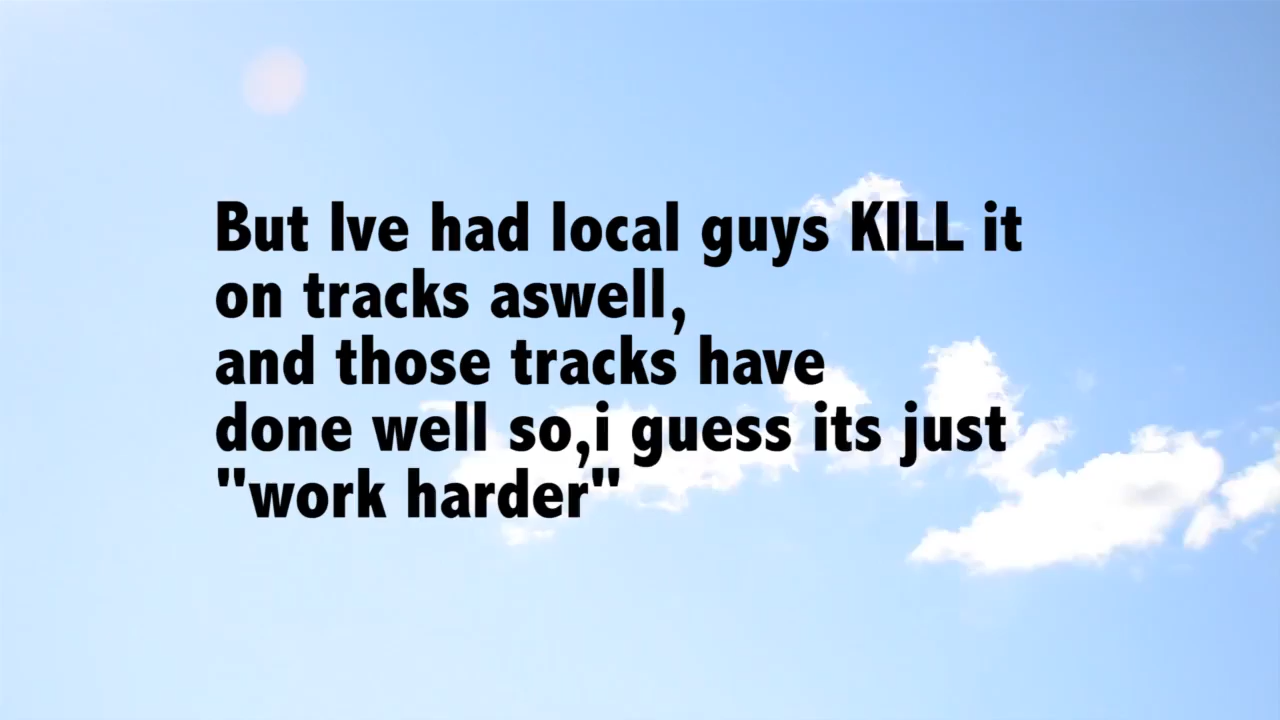 But Ive had local guys KILL it
on tracks aswell,
and those tracks have
done well so,i guess its just
"work harder"